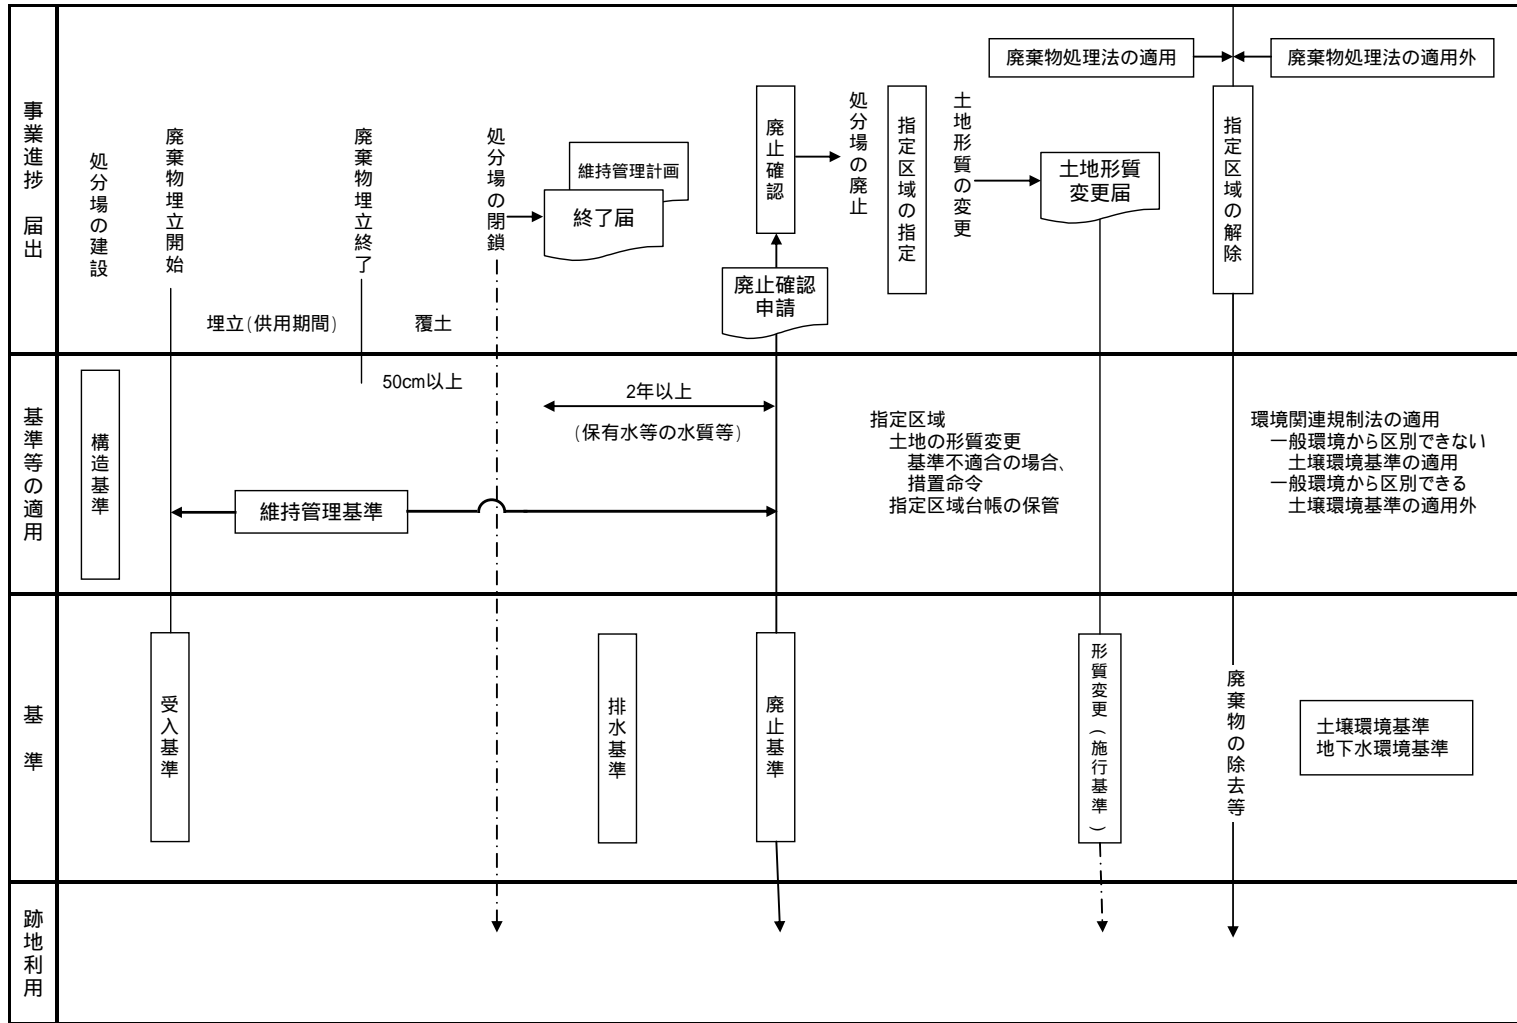 事業進捗 届出
処分場の建設
廃棄物埋立開始
埋立(供用期間)
廃棄物埋立終了
覆土
処分場の閉鎖
維持管理計画
終了届
廃止確認
廃止確認
申請
処分場の廃止
指定区域の指定
土地形質の変更
土地形質
変更届
廃棄物処理法の適用
廃棄物処理法の適用外
指定区域の解除
基準等の適用
構造基準
50cm以上
維持管理基準
2年以上
(保有水等の水質等)
指定区域
土地の形質変更
基準不適合の場合、
措置命令
指定区域台帳の保管
環境関連規制法の適用
一般環境から区別できない
土壌環境基準の適用
一般環境から区別できる
土壌環境基準の適用外
基準
受入基準
排水基準
廃止基準
形質変更(施行基準)
廃棄物の除去等
土壌環境基準
地下水環境基準
跡地利用